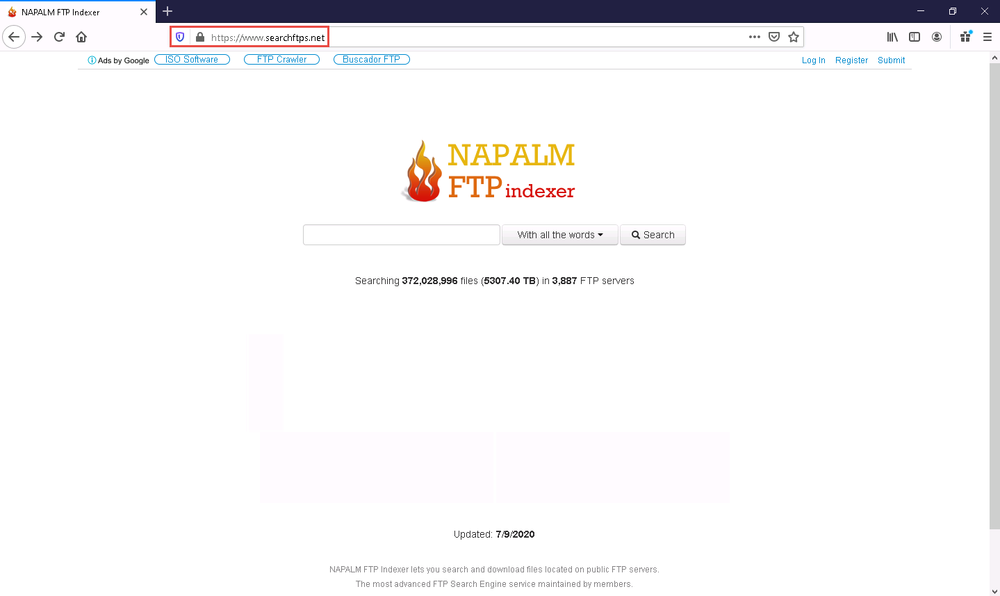 NAPALM FTP Indexer
https://www.searchftps.net
Ads by Google ISO Software FTP Crawler Buscador FTP Log In Register Submit
NAPALM
FTP indexer
With all the words Search
Searching 372,028,996 files (5307.40 TB) in 3,887 FTP servers
Updated: 7/9/2020
NAPALM FTP Indexer lets you search and download files located on public FTP servers.
The most advanced FTP Search Engine service maintained by members.